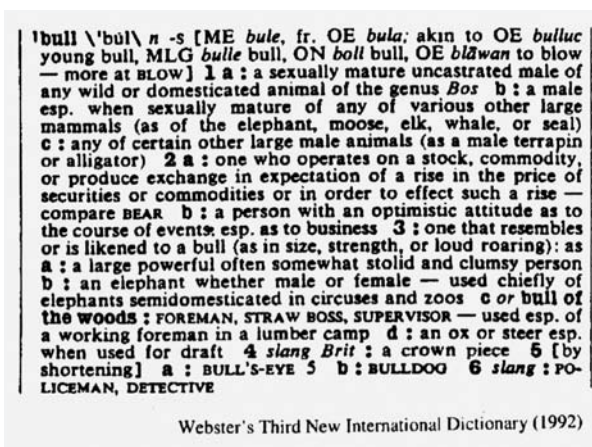 ¹bull \'bu̇l\ n -s [ME bule, fr. OE bula; akin to OE bulluc
young bull, MLG bulle bull, ON boli bull, OE blāwan to blow
— more at BLOW] 1 a : a sexually mature uncastrated male of
any wild or domesticated animal of the genus Bos b : a male
esp. when sexually mature of any of various other large
mammals (as of the elephant, moose, elk, whale, or seal)
c : any of certain other large male animals (as a male terrapin
or alligator) 2 a : one who operates on a stock, commodity,
or produce exchange in expectation of a rise in the price of
securities or commodities or in order to effect such a rise —
compare BEAR b : a person with an optimistic attitude as to
the course of events esp. as to business 3 : one that resembles
or is likened to a bull (as in size, strength, or loud roaring): as
a : a large powerful often somewhat stolid and clumsy person
b : an elephant whether male or female — used chiefly of
elephants semidomesticated in circuses and zoos c or bull of
the woods : FOREMAN, STRAW BOSS, SUPERVISOR — used esp. of
a working foreman in a lumber camp d : an ox or steer esp.
when used for draft 4 slang Brit : a crown piece 5 [by
shortening] a : BULL'S-EYE 5 b : BULLDOG 6 slang : PO-
LICEMAN, DETECTIVE
Webster's Third New International Dictionary (1992)